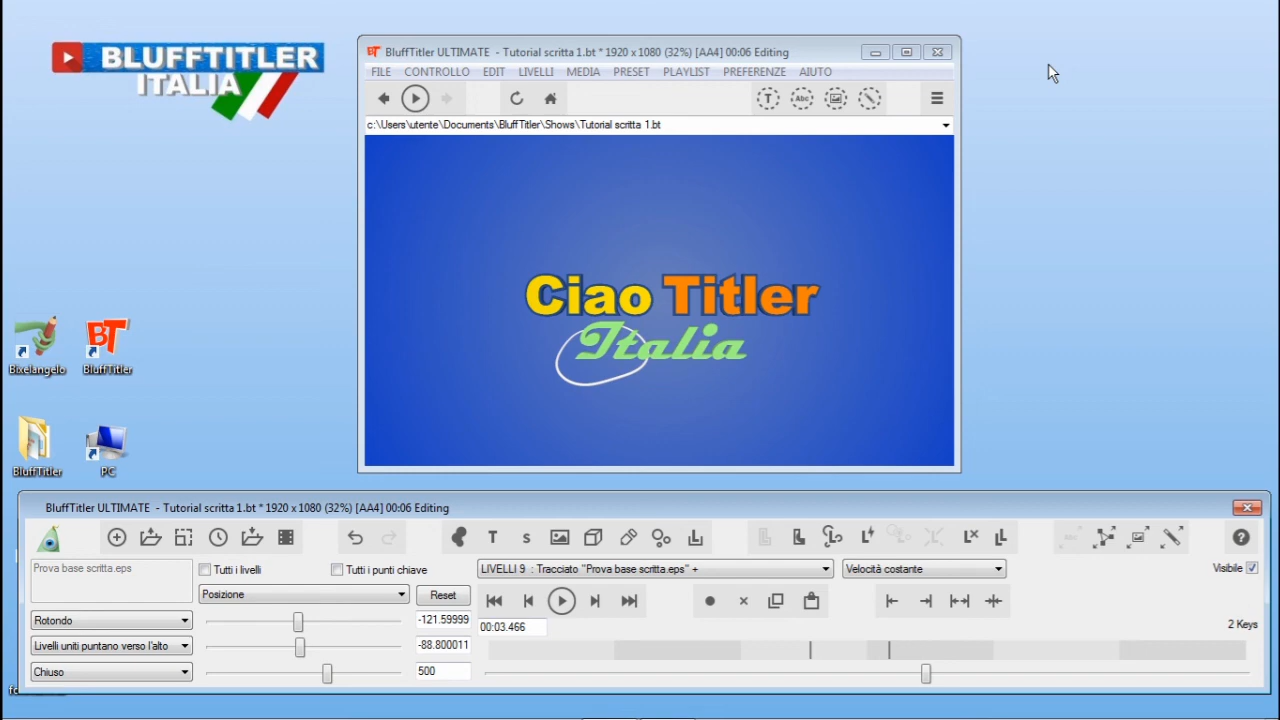 BLUFFTITLER
ITALIA
BluffTitler ULTIMATE - Tutorial scritta 1.bt * 1920 x 1080 (32%) [AA4] 00:06 Editing
FILE CONTROLLO EDIT LIVELLI MEDIA PRESET PLAYLIST PREFERENZE AIUTO
T Abc
c:\Users\utente\Documents\BluffTitler\Shows\Tutorial scritta 1.bt
Ciao Titler
Italia
Bixelangelo
BT
BluffTitler
BluffTitler
PC
BluffTitler ULTIMATE - Tutorial scritta 1.bt * 1920 x 1080 (32%) [AA4] 00:06 Editing
Prova base scritta.eps
Tutti i livelli
Tutti i punti chiave
LIVELLI 9 : Tracciato "Prova base scritta.eps" +
Velocità costante
Visibile
Posizione
Reset
Rotondo
-121.59999
00:03.466
2 Keys
Livelli uniti puntano verso l'alto
-88.800011
Chiuso
500